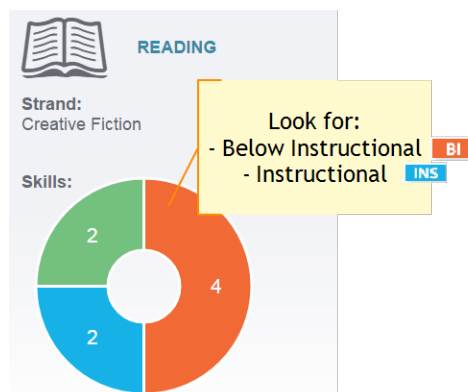 READING
Strand:
Creative Fiction
Look for:
- Below Instructional BI
- Instructional INS
Skills:
2
4
2